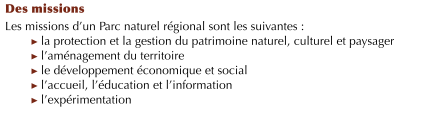 Des missions
Les missions d'un Parc naturel régional sont les suivantes :
► la protection et la gestion du patrimoine naturel, culturel et paysager
► l'aménagement du territoire
► le développement économique et social
► l'accueil, l'éducation et l'information
► l'expérimentation